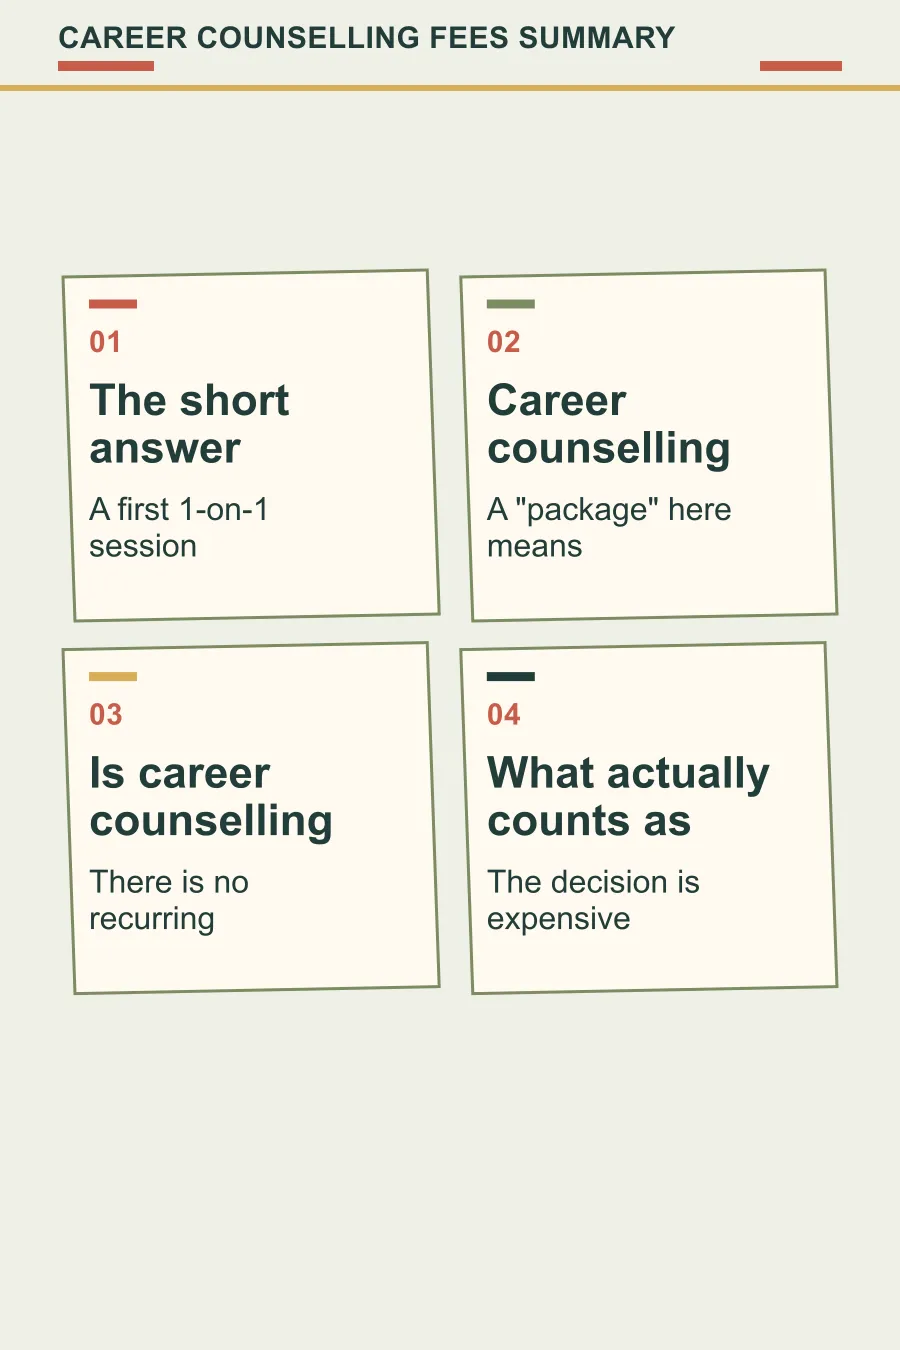 CAREER COUNSELLING FEES SUMMARY
01
The short
answer
A first 1-on-1
session
02
Career
counselling
A "package" here
means
03
Is career
counselling
There is no
recurring
04
What actually
counts as
The decision is
expensive